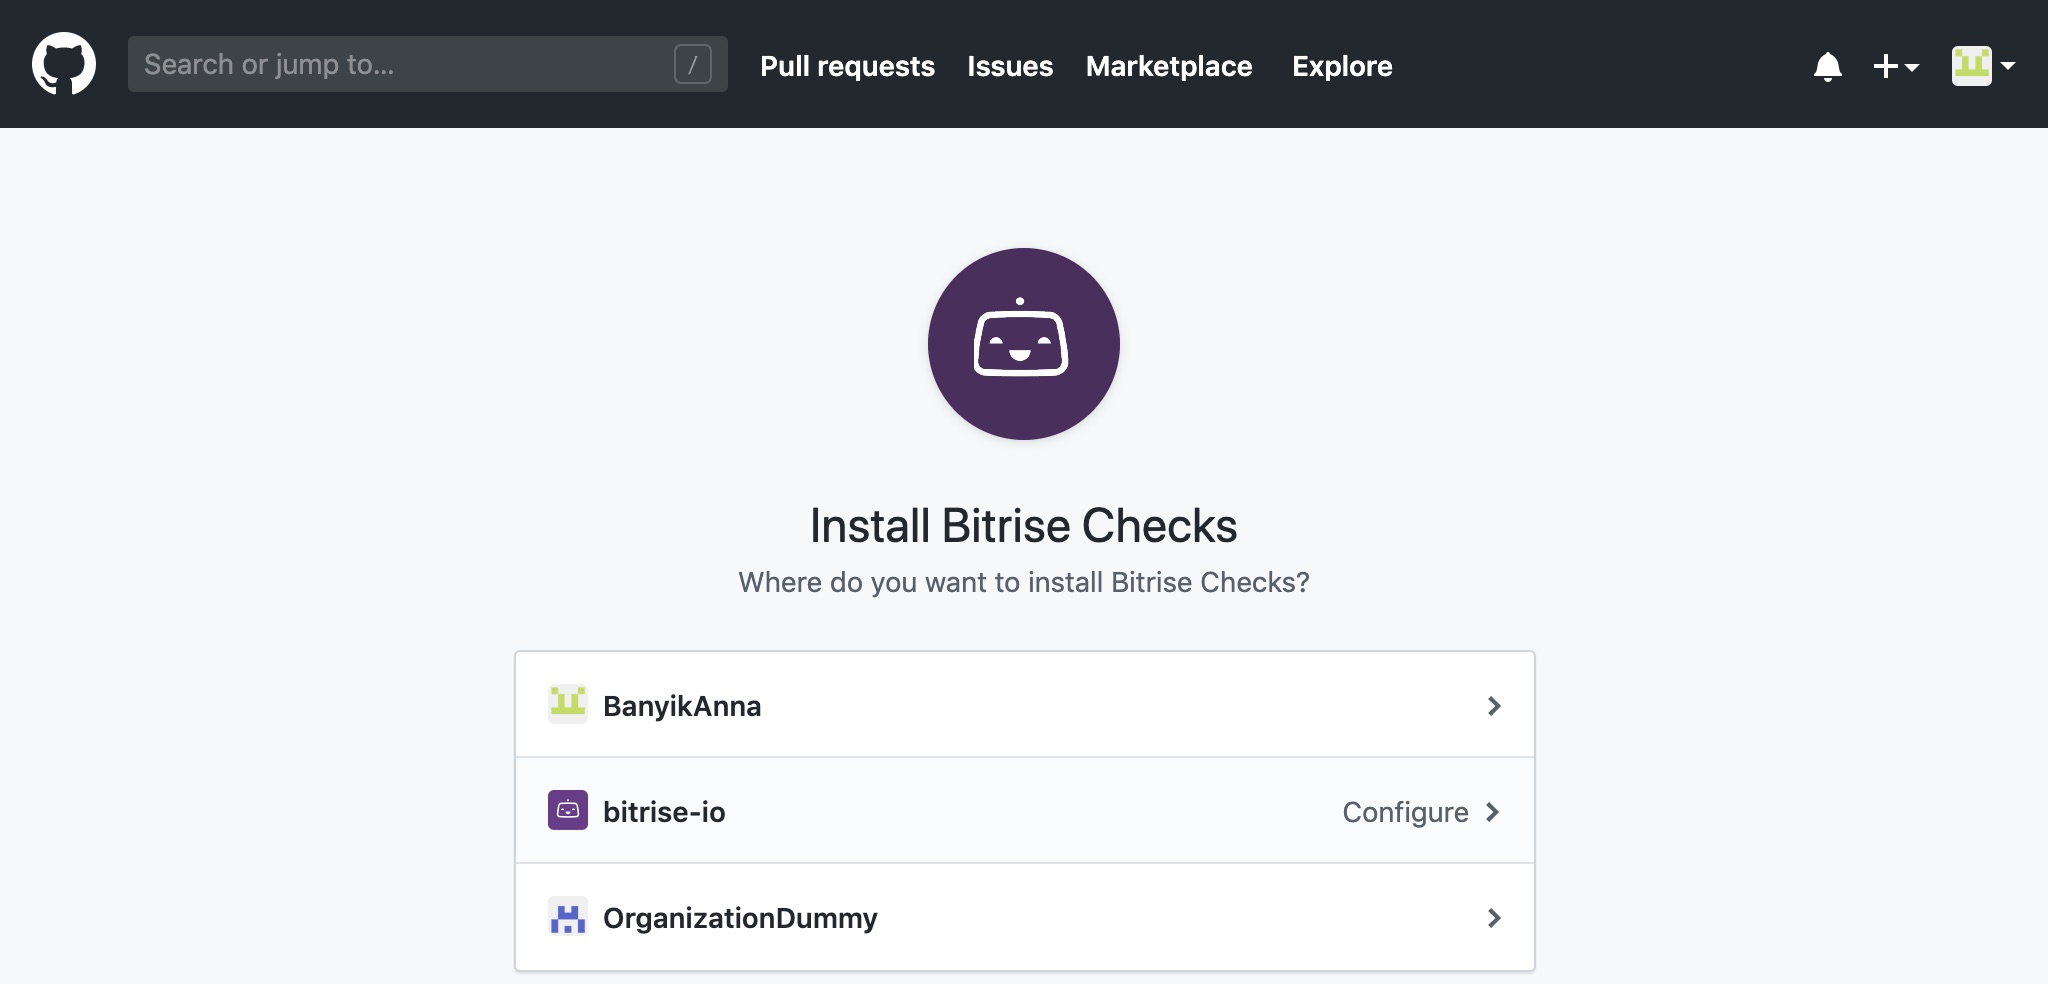 Search or jump to... / Pull requests Issues Marketplace Explore
Install Bitrise Checks
Where do you want to install Bitrise Checks?
BanyikAnna
bitrise-io Configure
OrganizationDummy